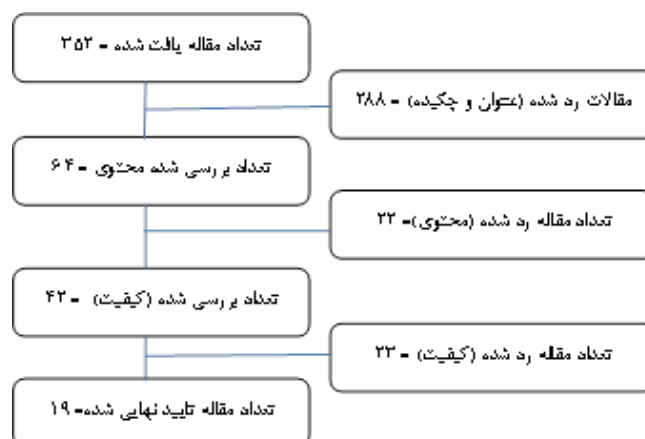 تعداد مقاله یافت شده = ۳۵۲
مقالات رد شده (عنوان و چکیده) = ۲۸۸
تعداد بررسی شده محتوی = ۶۴
تعداد مقاله رد شده (محتوی)= ۲۲
تعداد بررسی شده (کیفیت) = ۴۲
تعداد مقاله رد شده (کیفیت) = ۲۳
تعداد مقاله تایید نهایی شده= ۱۹